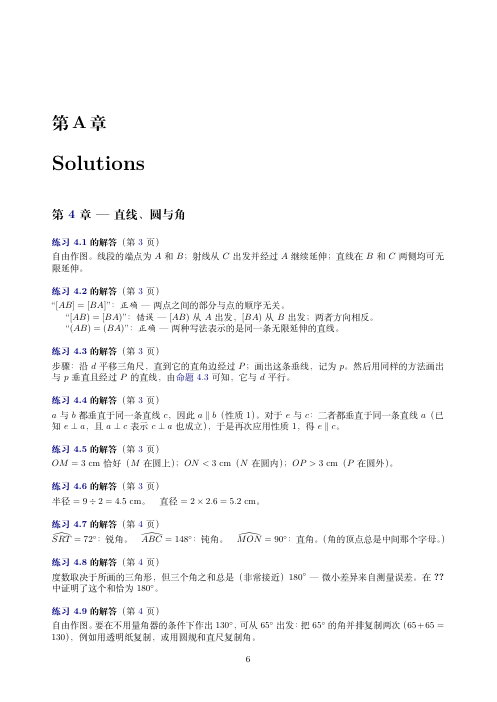 第 A 章
Solutions
第 4 章 — 直线、圆与角
练习 4.1 的解答（第 3 页）
自由作图。线段的端点为 A 和 B；射线从 C 出发并经过 A 继续延伸；直线在 B 和 C 两侧均可无
限延伸。
练习 4.2 的解答（第 3 页）
“[AB] = [BA]”：正确 — 两点之间的部分与点的顺序无关。
“[AB) = [BA)”：错误 — [AB) 从 A 出发，[BA) 从 B 出发；两者方向相反。
“(AB) = (BA)”：正确 — 两种写法表示的是同一条无限延伸的直线。
练习 4.3 的解答（第 3 页）
步骤：沿 d 平移三角尺，直到它的直角边经过 P；画出这条垂线，记为 p。然后用同样的方法画出
与 p 垂直且经过 P 的直线，由命题 4.3 可知，它与 d 平行。
练习 4.4 的解答（第 3 页）
a 与 b 都垂直于同一条直线 c，因此 a ∥ b（性质 1）。对于 e 与 c：二者都垂直于同一条直线 a（已
知 e ⊥ a，且 a ⊥ c 表示 c ⊥ a 也成立），于是再次应用性质 1，得 e ∥ c。
练习 4.5 的解答（第 3 页）
OM = 3 cm 恰好（M 在圆上）；ON < 3 cm（N 在圆内）；OP > 3 cm（P 在圆外）。
练习 4.6 的解答（第 3 页）
半径 = 9 ÷ 2 = 4.5 cm。 直径 = 2 × 2.6 = 5.2 cm。
练习 4.7 的解答（第 4 页）
$\widehat{SRT}$ = 72°：锐角。 $\widehat{ABC}$ = 148°：钝角。 $\widehat{MON}$ = 90°：直角。（角的顶点总是中间那个字母。）
练习 4.8 的解答（第 4 页）
度数取决于所画的三角形，但三个角之和总是（非常接近）180° — 微小差异来自测量误差。在 ??
中证明了这个和恰为 180°。
练习 4.9 的解答（第 4 页）
自由作图。要在不用量角器的条件下作出 130°，可从 65° 出发：把 65° 的角并排复制两次（65+65 =
130），例如用透明纸复制，或用圆规和直尺复制角。
6